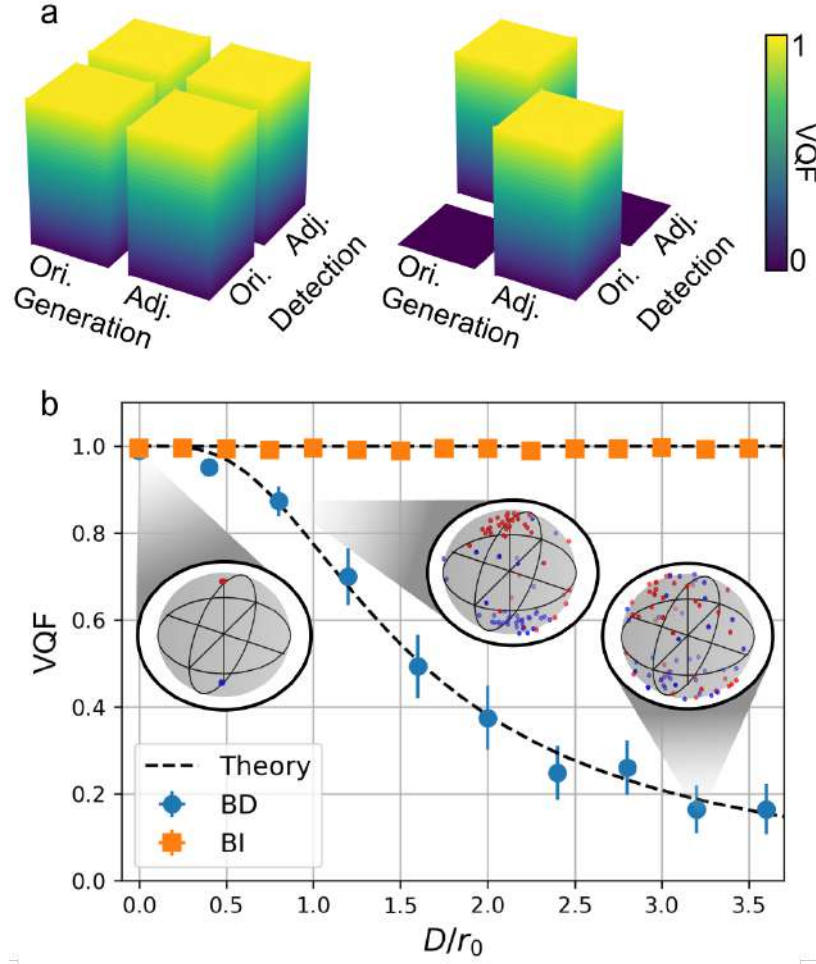 a
1
VQF
0
Ori.
Adj.
Generation
Ori.
Adj.
Detection
Ori.
Adj.
Generation
Ori.
Adj.
Detection
b
1.0
0.8
0.6
0.4
0.2
0.0
VQF
Theory
BD
BI
0.0 0.5 1.0 1.5 2.0 2.5 3.0 3.5
D/r₀